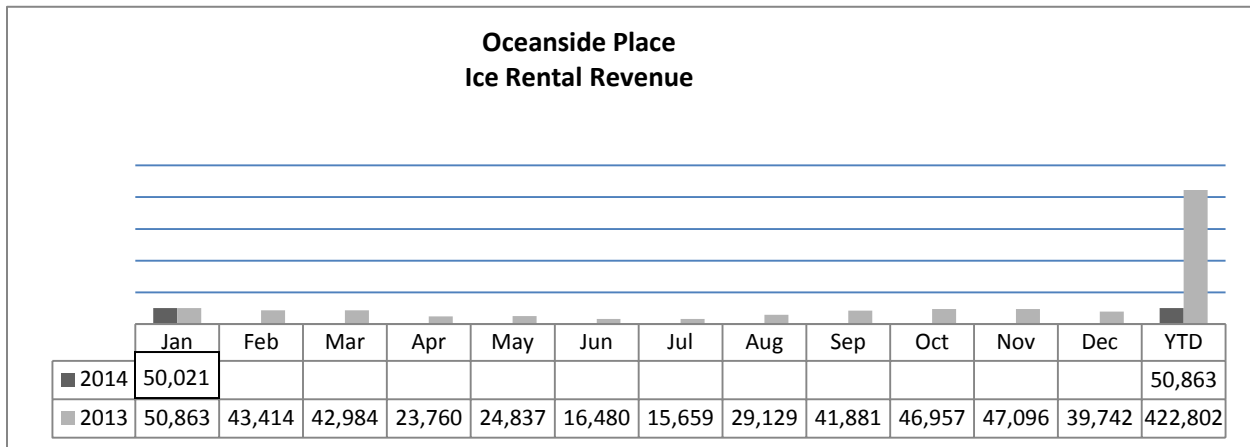 Oceanside Place
Ice Rental Revenue
Jan Feb Mar Apr May Jun Jul Aug Sep Oct Nov Dec YTD
2014 50,021 50,863
2013 50,863 43,414 42,984 23,760 24,837 16,480 15,659 29,129 41,881 46,957 47,096 39,742 422,802